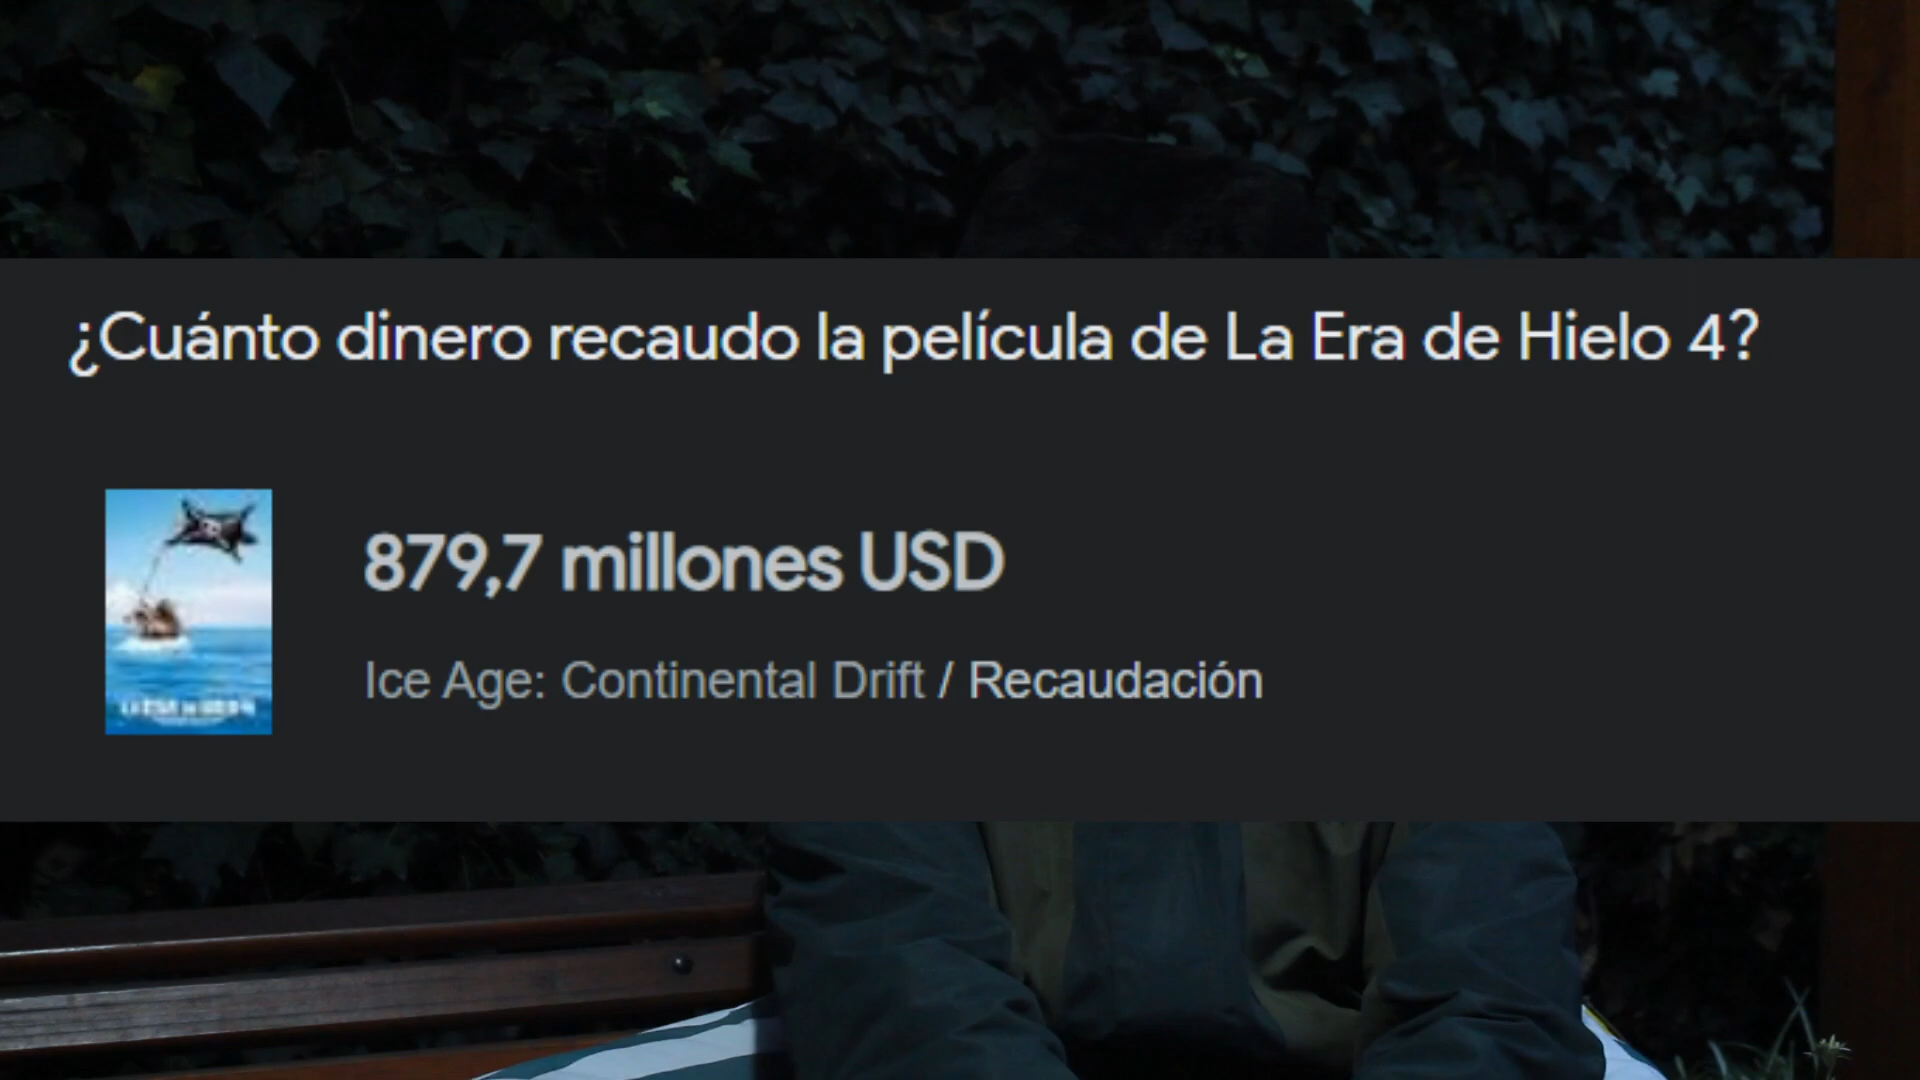 ¿Cuánto dinero recaudo la película de La Era de Hielo 4?
879,7 millones USD
Ice Age: Continental Drift / Recaudación